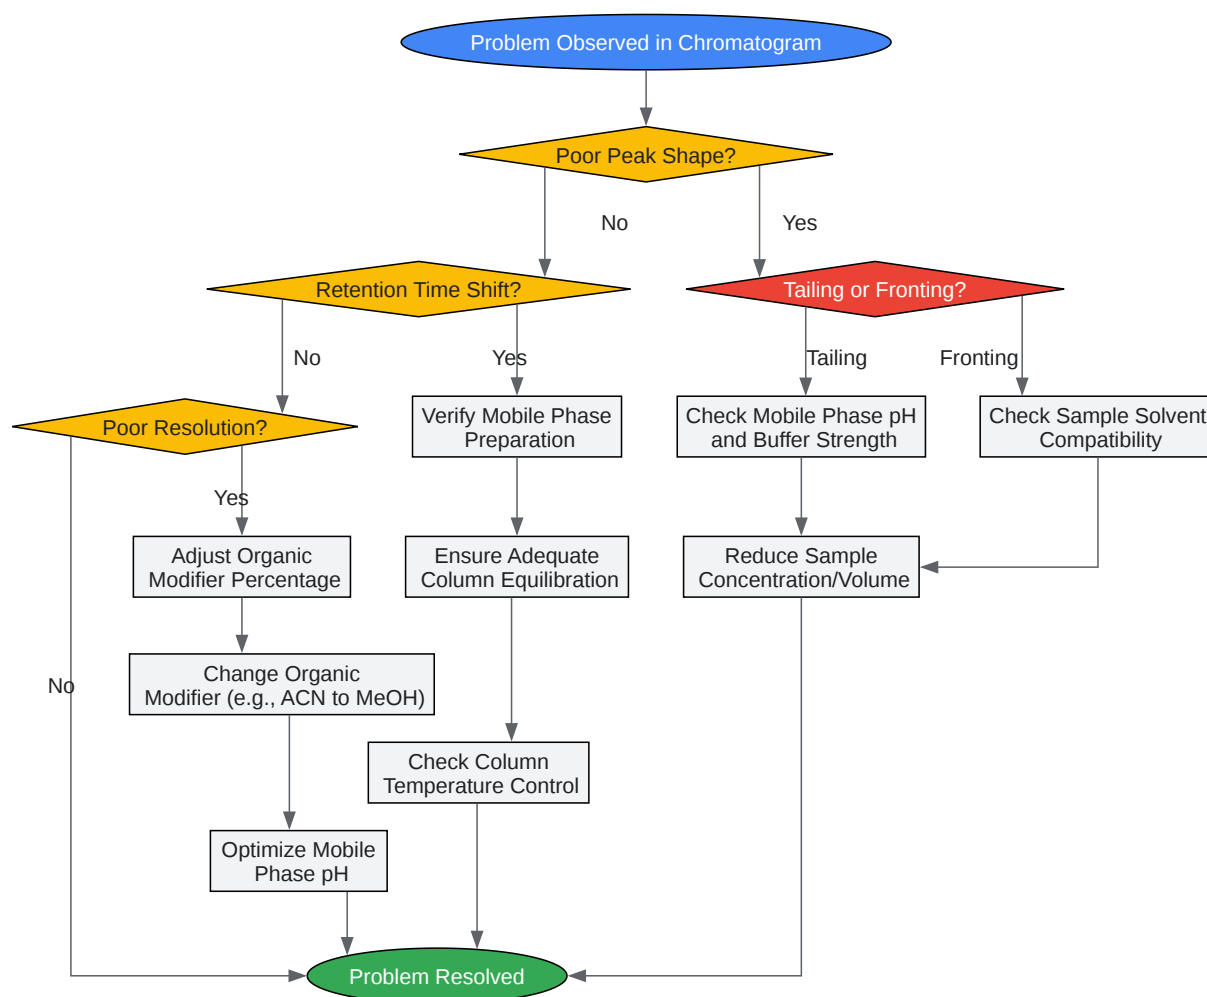 Problem Observed in Chromatogram
Poor Peak Shape?
No
Yes
Retention Time Shift?
Tailing or Fronting?
No
Yes
Tailing
Fronting
Poor Resolution?
Verify Mobile Phase
Preparation
Check Mobile Phase pH
and Buffer Strength
Check Sample Solvent
Compatibility
Yes
Adjust Organic
Modifier Percentage
Ensure Adequate
Column Equilibration
Reduce Sample
Concentration/Volume
Change Organic
Modifier (e.g., ACN to MeOH)
No
Check Column
Temperature Control
Optimize Mobile
Phase pH
Problem Resolved